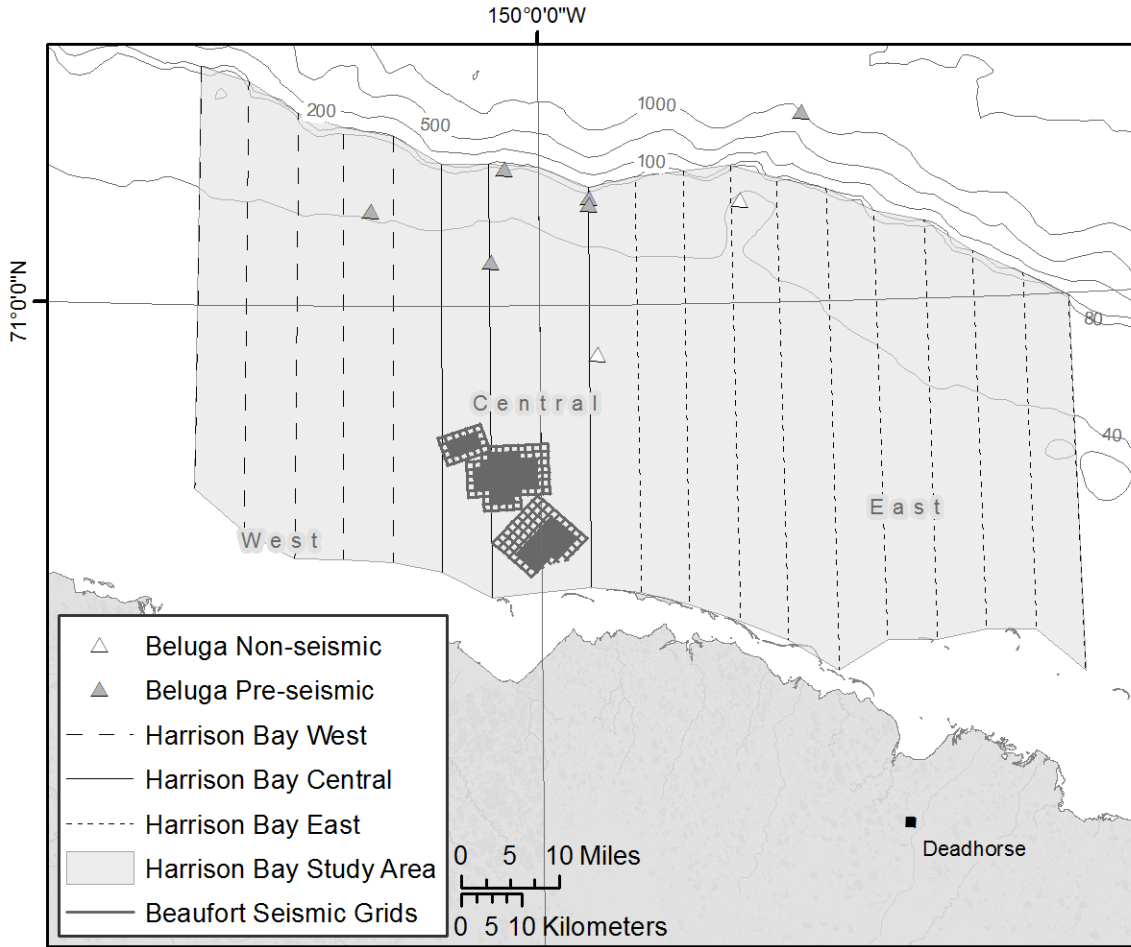 150°0'0"W
71°0'0"N
200
500
1000
100
80
40
Central
West
East
Beluga Non-seismic
Beluga Pre-seismic
Harrison Bay West
Harrison Bay Central
Harrison Bay East
Harrison Bay Study Area
Beaufort Seismic Grids
0 5 10 Miles
0 5 10 Kilometers
Deadhorse